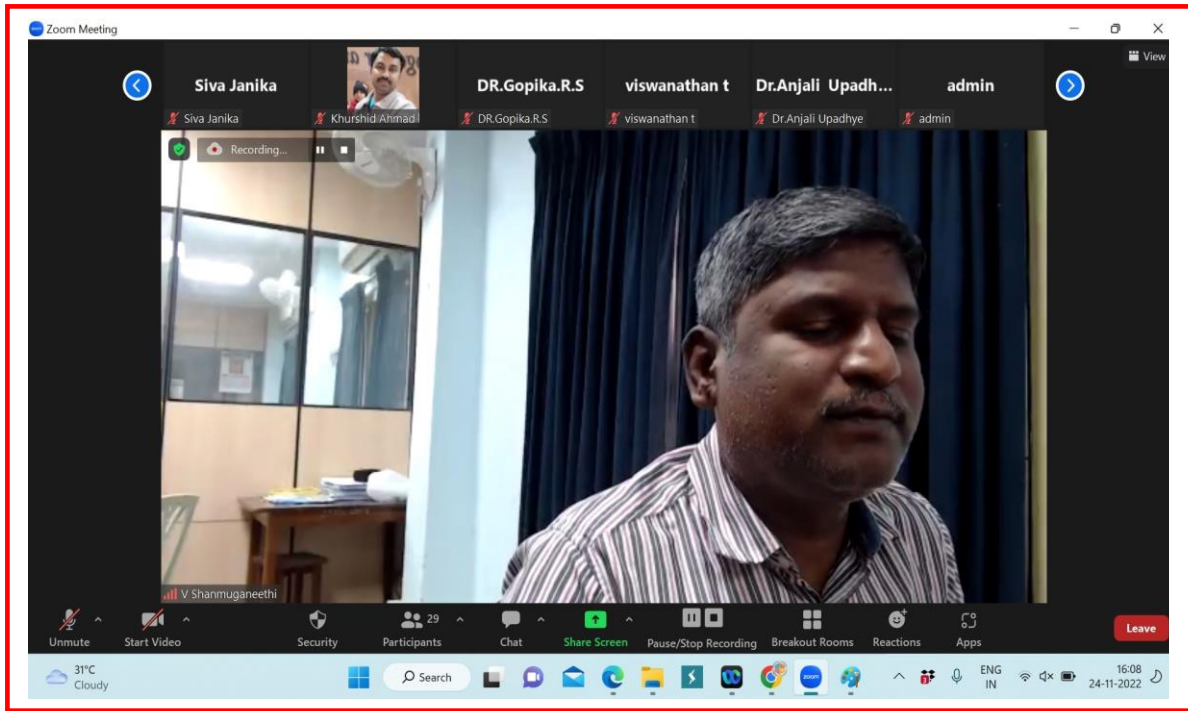 Zoom Meeting
View
Siva Janika
DR.Gopika.R.S
viswanathan t
Dr.Anjali Upadh...
admin
Siva Janika
Khurshid Ahmad
DR.Gopika.R.S
viswanathan t
Dr.Anjali Upadhye
admin
Recording...
V Shanmuganeethi
29
Unmute
Start Video
Security
Participants
Chat
Share Screen
Pause/Stop Recording
Breakout Rooms
Reactions
Apps
Leave
31°C
Cloudy
Search
zoom
ENG
IN
16:08
24-11-2022